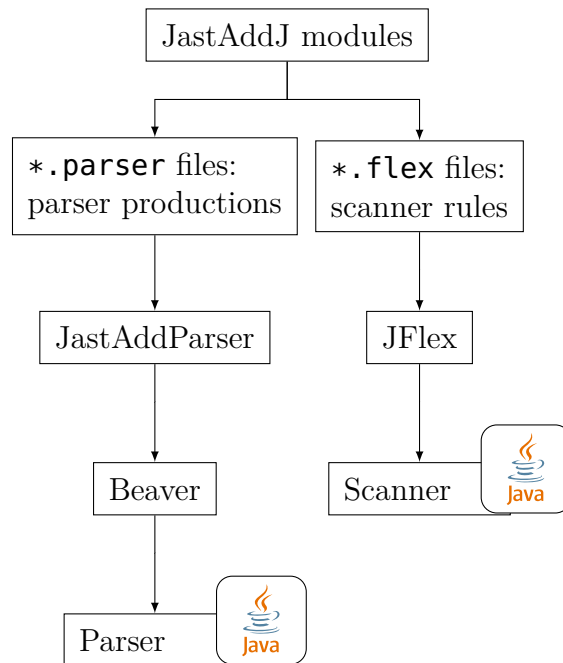 JastAddJ modules
*.parser files:
parser productions
*.flex files:
scanner rules
JastAddParser
JFlex
Beaver
Scanner
Java
Parser
Java